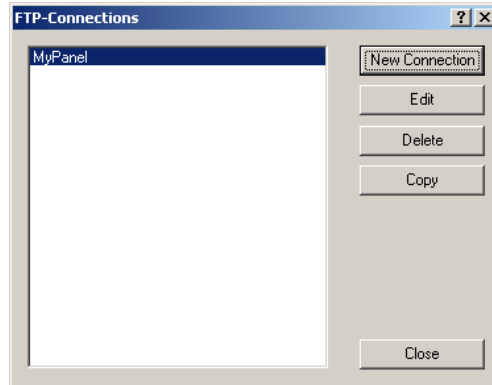 FTP-Connections
MyPanel
New Connection
Edit
Delete
Copy
Close